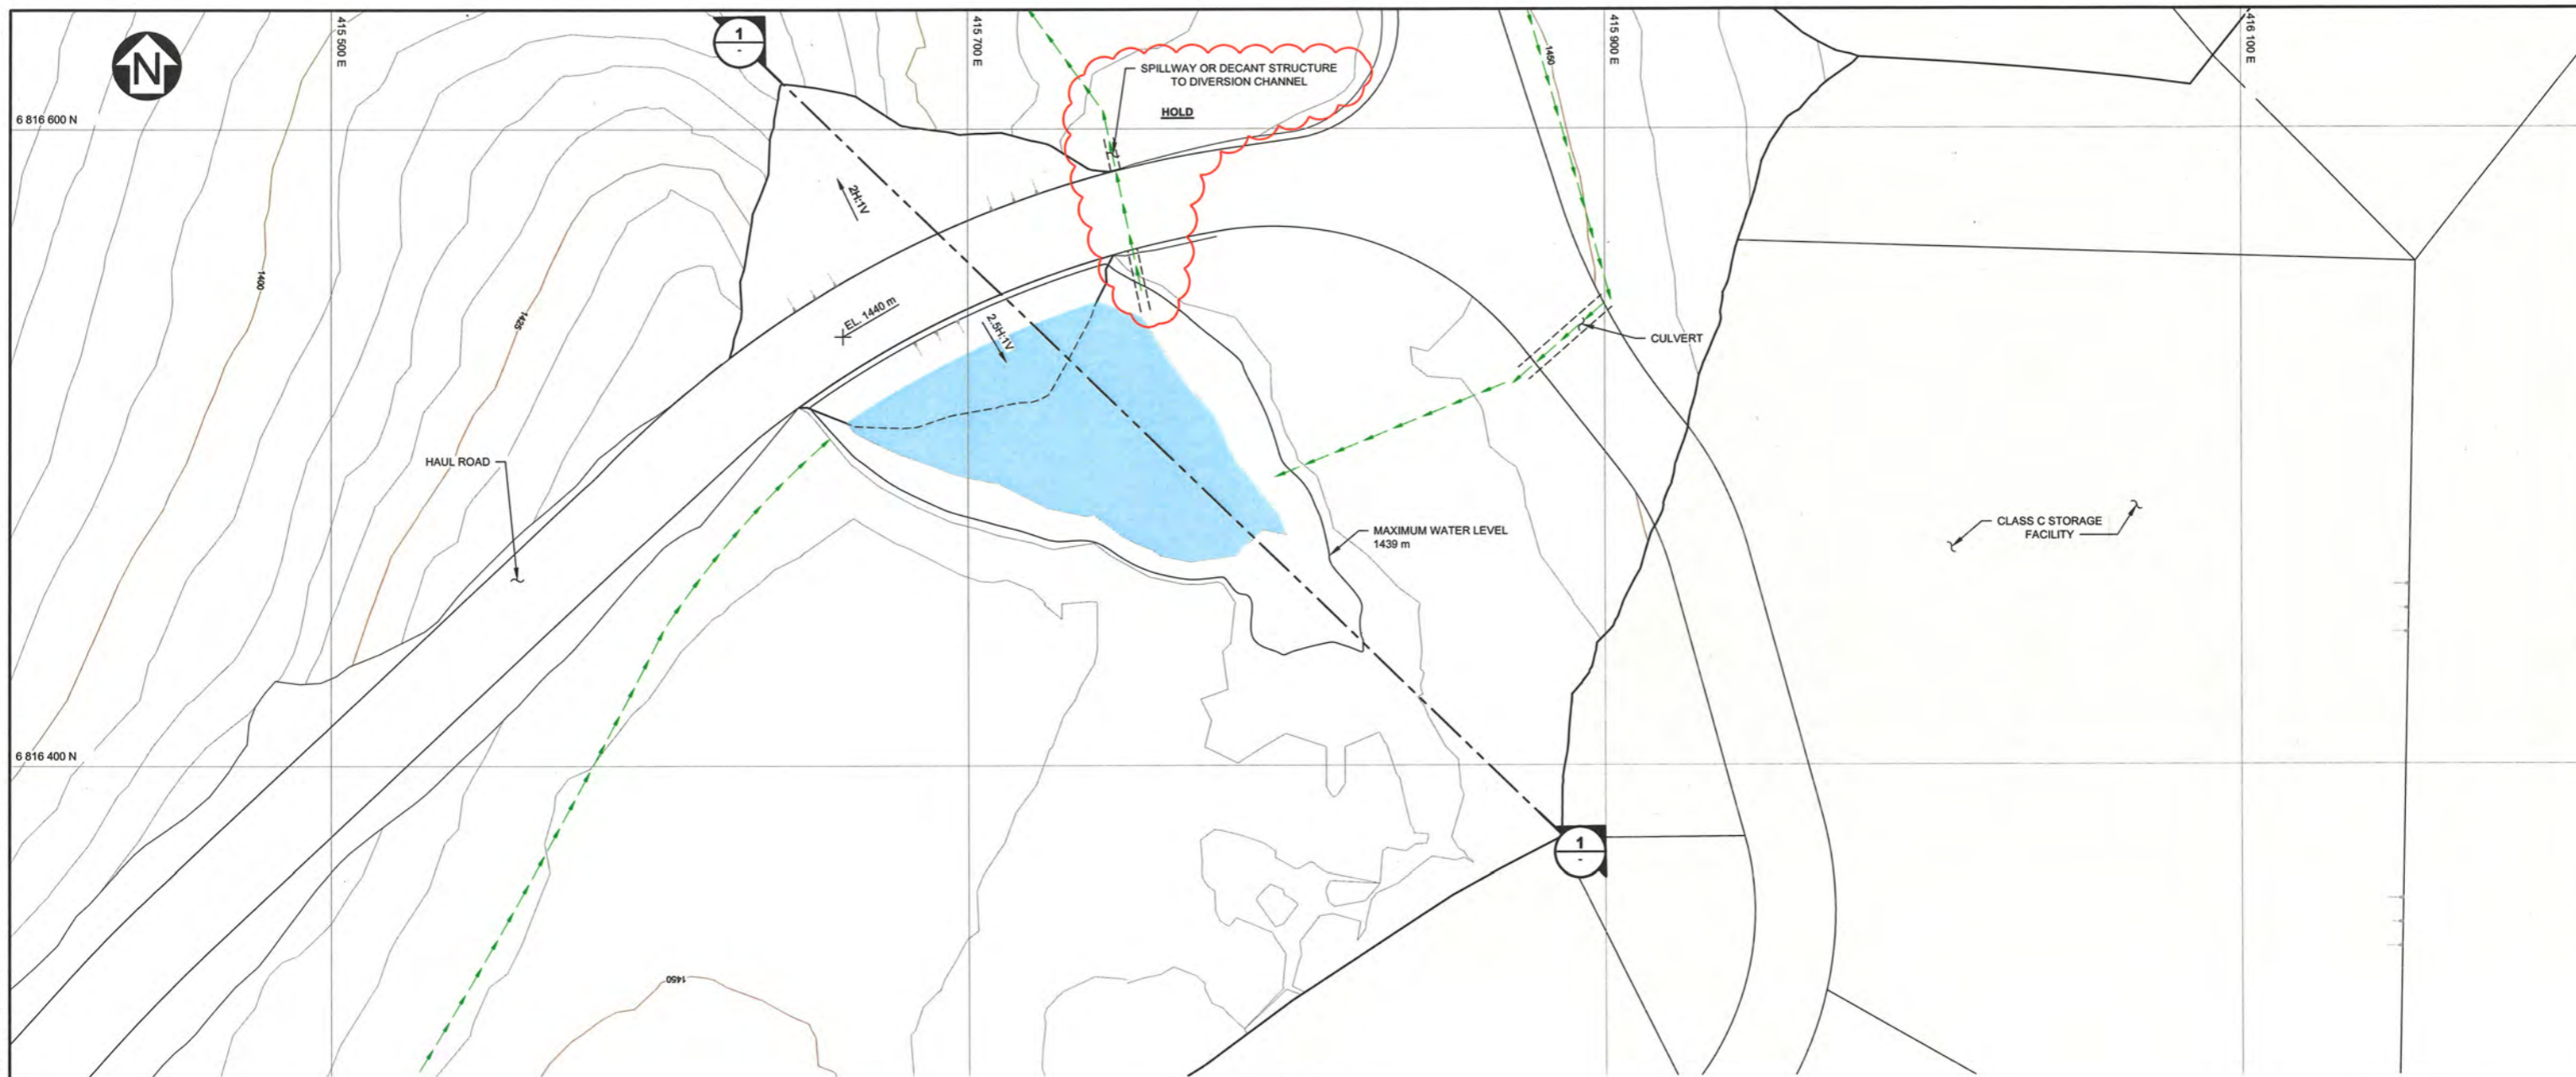 N
1
-
415 500 E
415 700 E
415 900 E
416 100 E
1450
SPILLWAY OR DECANT STRUCTURE
TO DIVERSION CHANNEL
HOLD
6 816 600 N
2H:1V
1400
1425
EL. 1440 m
2.5H:1V
CULVERT
HAUL ROAD
MAXIMUM WATER LEVEL
1439 m
CLASS C STORAGE
FACILITY
6 816 400 N
1
-
1450